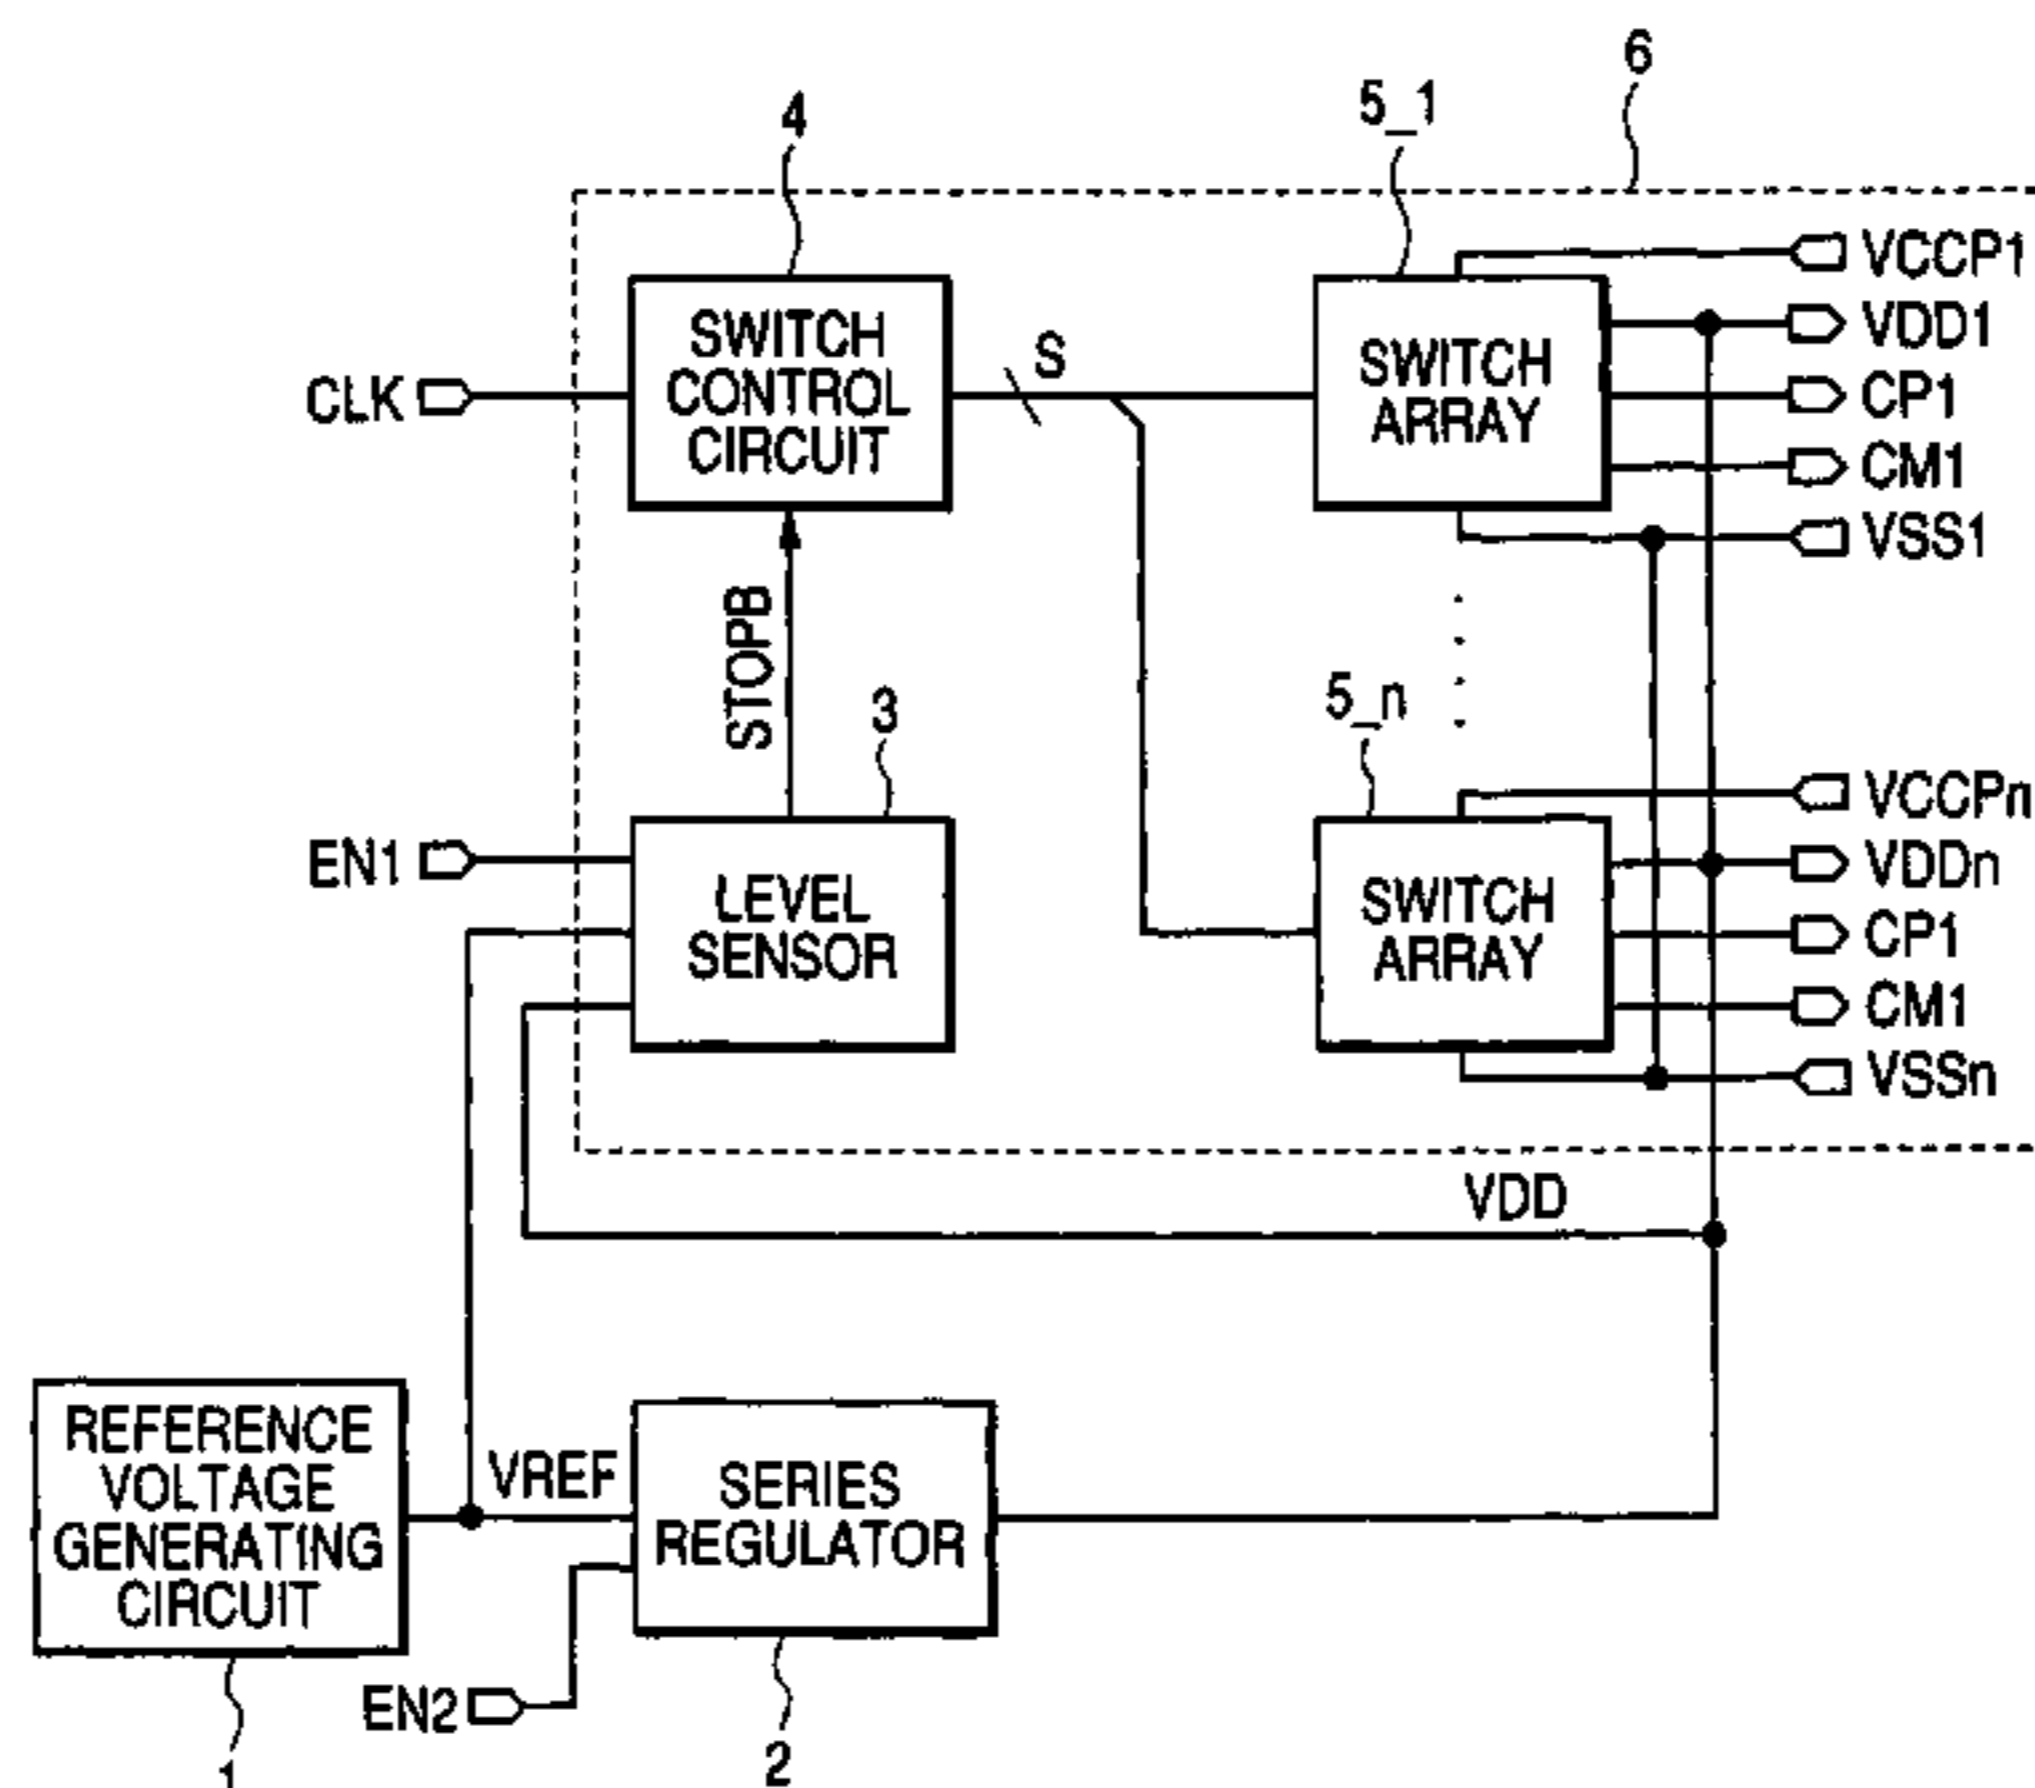 6
4
5_1
VCCP1
SWITCH
CONTROL
CIRCUIT
S
SWITCH
ARRAY
VDD1
CLK
CP1
CM1
VSS1
STOPB
3
5_n
VCCPn
EN1
LEVEL
SENSOR
SWITCH
ARRAY
VDDn
CP1
CM1
VSSn
VDD
REFERENCE
VOLTAGE
GENERATING
CIRCUIT
VREF
SERIES
REGULATOR
EN2
1
2